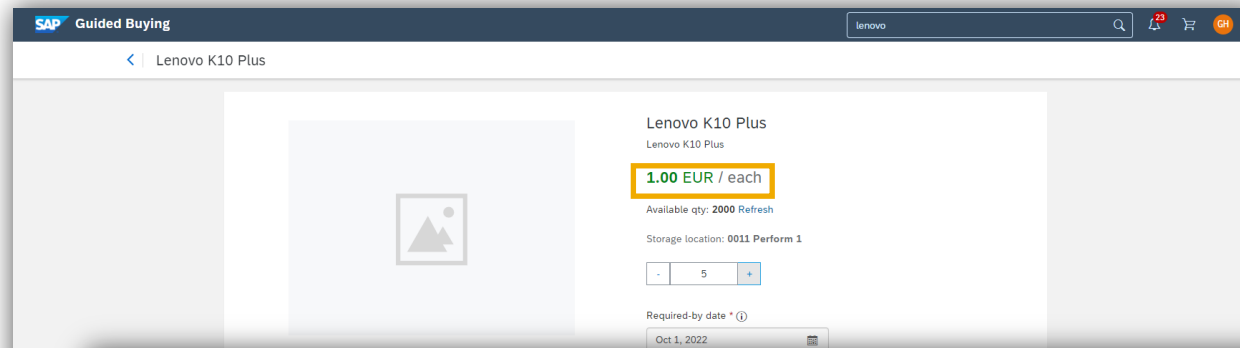 SAP Guided Buying
lenovo
23
GH
Lenovo K10 Plus
Lenovo K10 Plus
Lenovo K10 Plus
1.00 EUR / each
Available qty: 2000 Refresh
Storage location: 0011 Perform 1
- 5 +
Required-by date *
Oct 1, 2022